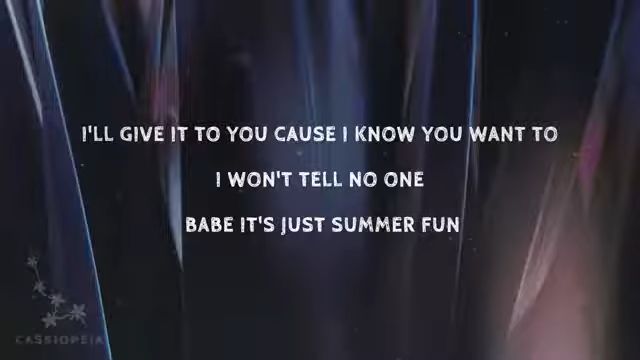 I'LL GIVE IT TO YOU CAUSE I KNOW YOU WANT TO
I WON'T TELL NO ONE
BABE IT'S JUST SUMMER FUN
CASSIOPEIA